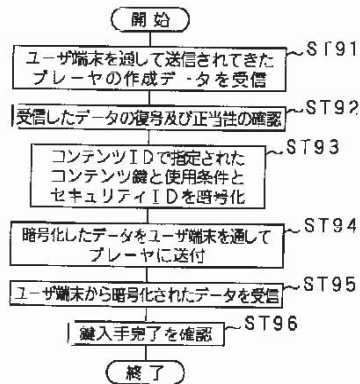 開始
ユーザ端末を通して送信されてきた
プレーヤの作成データを受信
ST91
受信したデータの復号及び正当性の確認
ST92
コンテンツIDで指定された
コンテンツ鍵と使用条件と
セキュリティIDを暗号化
ST93
暗号化したデータをユーザ端末を通して
プレーヤに送付
ST94
ユーザ端末から暗号化されたデータを受信
ST95
鍵入手完了を確認
ST96
終了